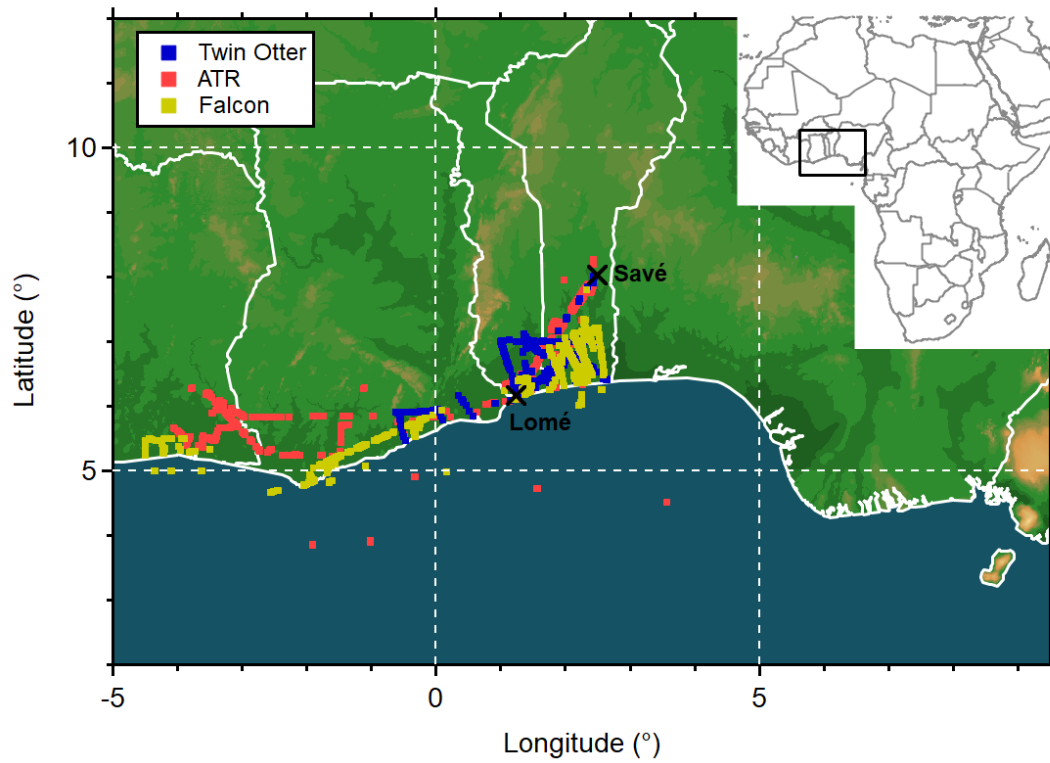 Twin Otter
ATR
Falcon
10
5
Latitude (°)
Savé
Lomé
-5
0
5
Longitude (°)